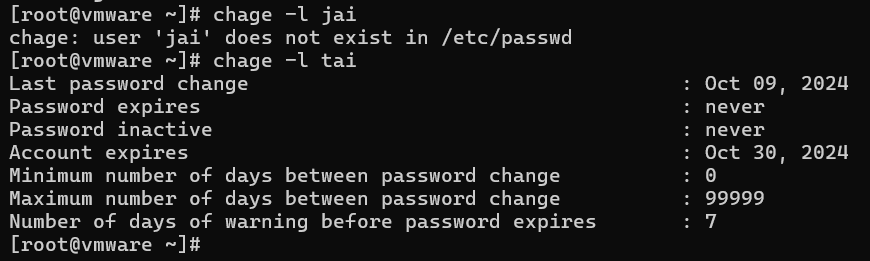 [root@vmware ~]# chage -l jai
chage: user 'jai' does not exist in /etc/passwd
[root@vmware ~]# chage -l tai
Last password change : Oct 09, 2024
Password expires : never
Password inactive : never
Account expires : Oct 30, 2024
Minimum number of days between password change : 0
Maximum number of days between password change : 99999
Number of days of warning before password expires : 7
[root@vmware ~]#